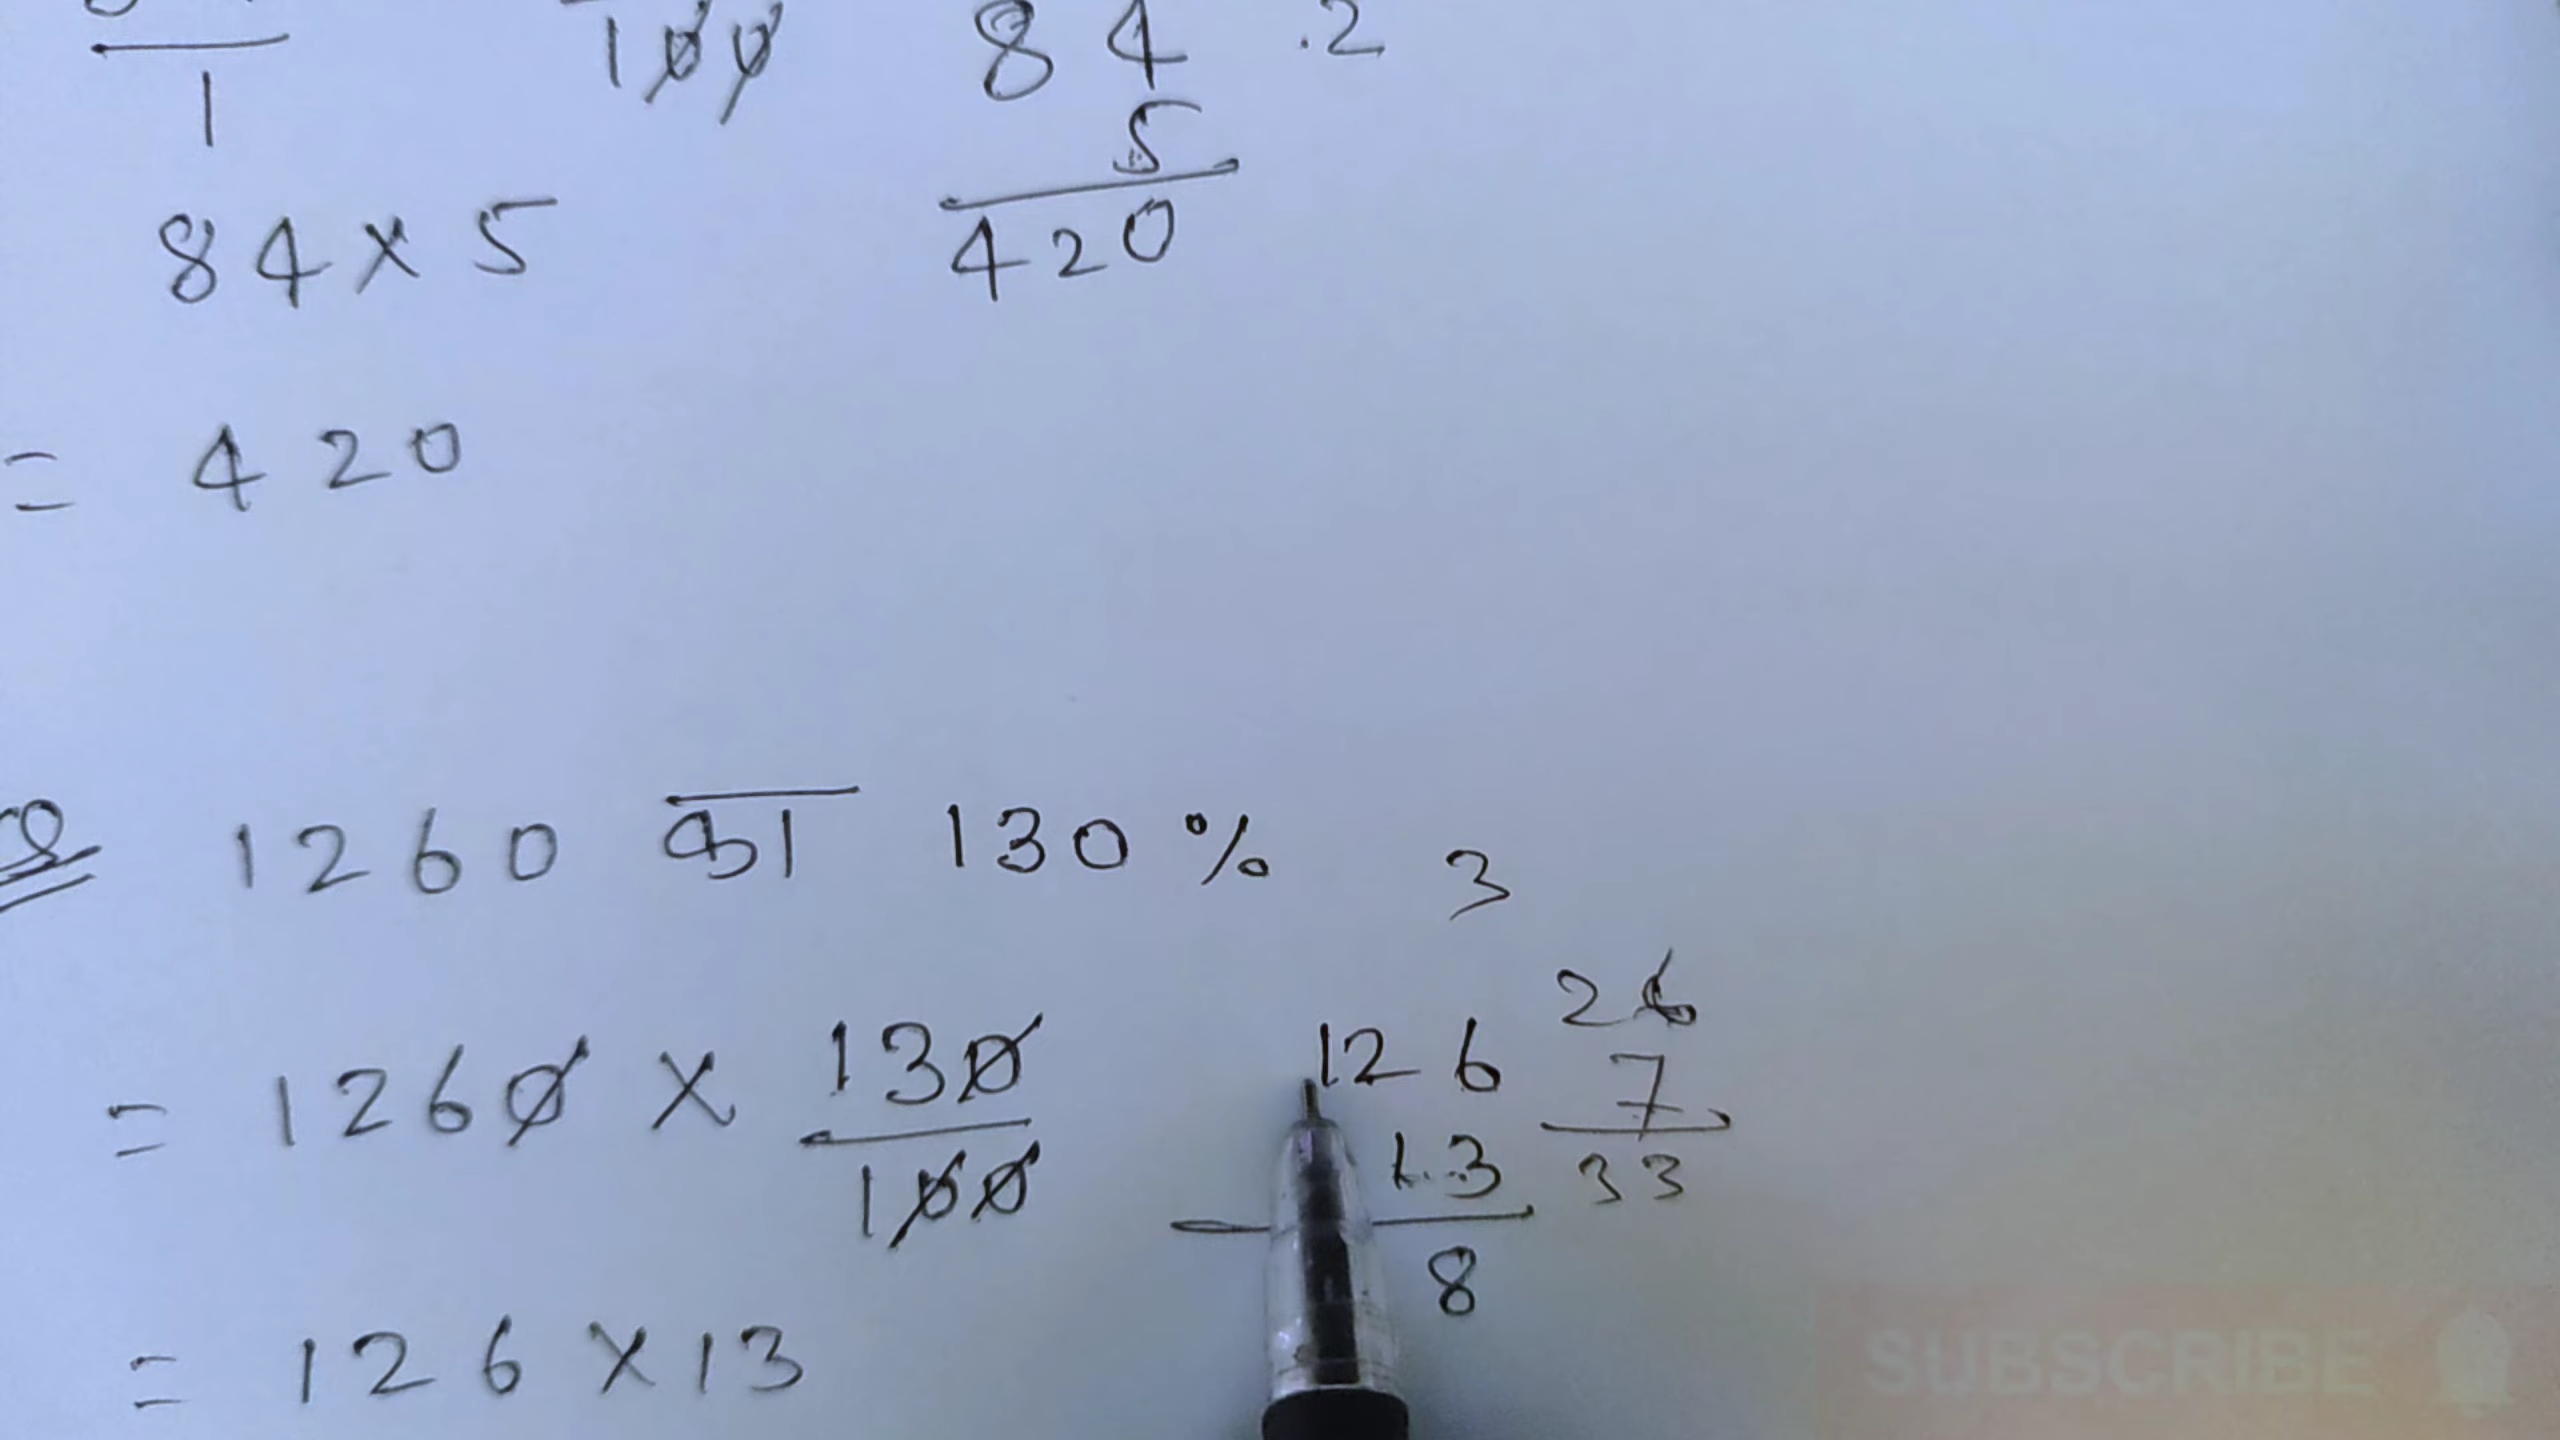 1 100 84 .2
5
84 x 5 420
= 420
1260 का 130 %
3
26
= 1260 x 130/100 126 7
13 33
8
= 126 x 13
SUBSCRIBE